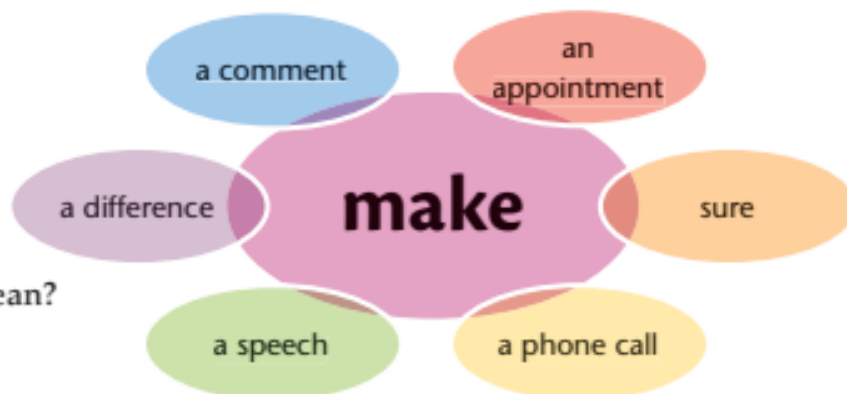 a comment
an
appointment
a difference
make
sure
ean?
a speech
a phone call